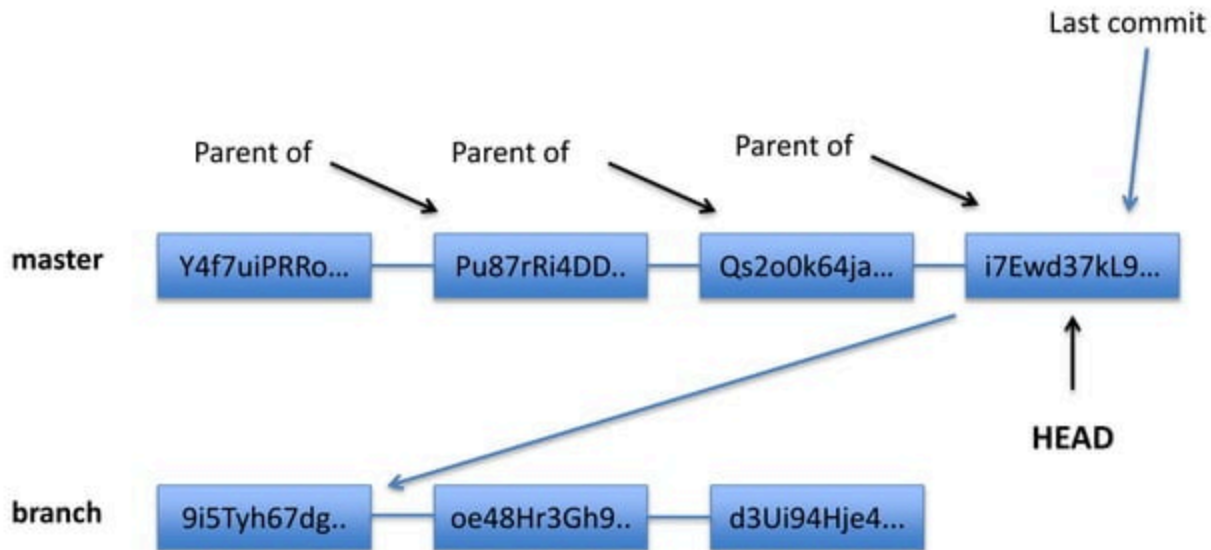 Last commit
Parent of
Parent of
Parent of
master
Y4f7uiPRRo...
Pu87rRi4DD..
Qs2o0k64ja...
i7Ewd37kL9...
HEAD
branch
9i5Tyh67dg..
oe48Hr3Gh9..
d3Ui94Hje4...